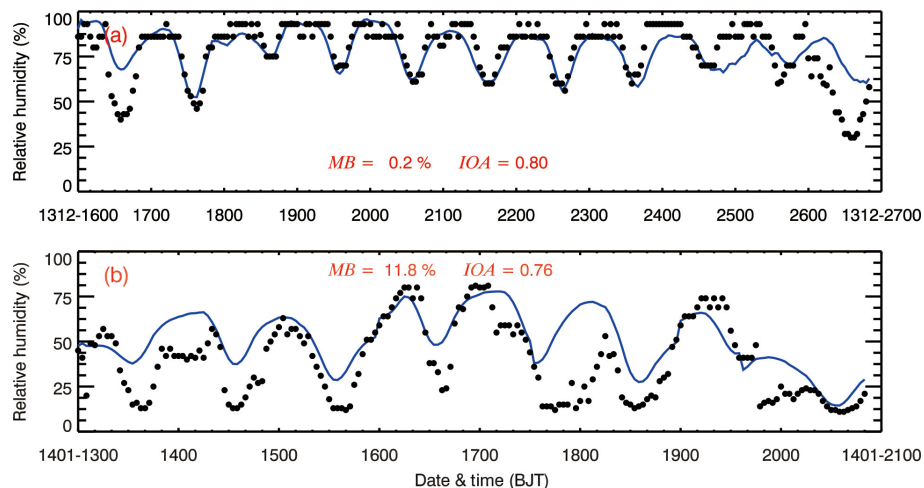 100
(a)
75
50
25
0
Relative humidity (%)
MB = 0.2 % IOA = 0.80
1312-1600 1700 1800 1900 2000 2100 2200 2300 2400 2500 2600 1312-2700
100
(b)
MB = 11.8 % IOA = 0.76
75
50
25
0
Relative humidity (%)
1401-1300 1400 1500 1600 1700 1800 1900 2000 1401-2100
Date & time (BJT)